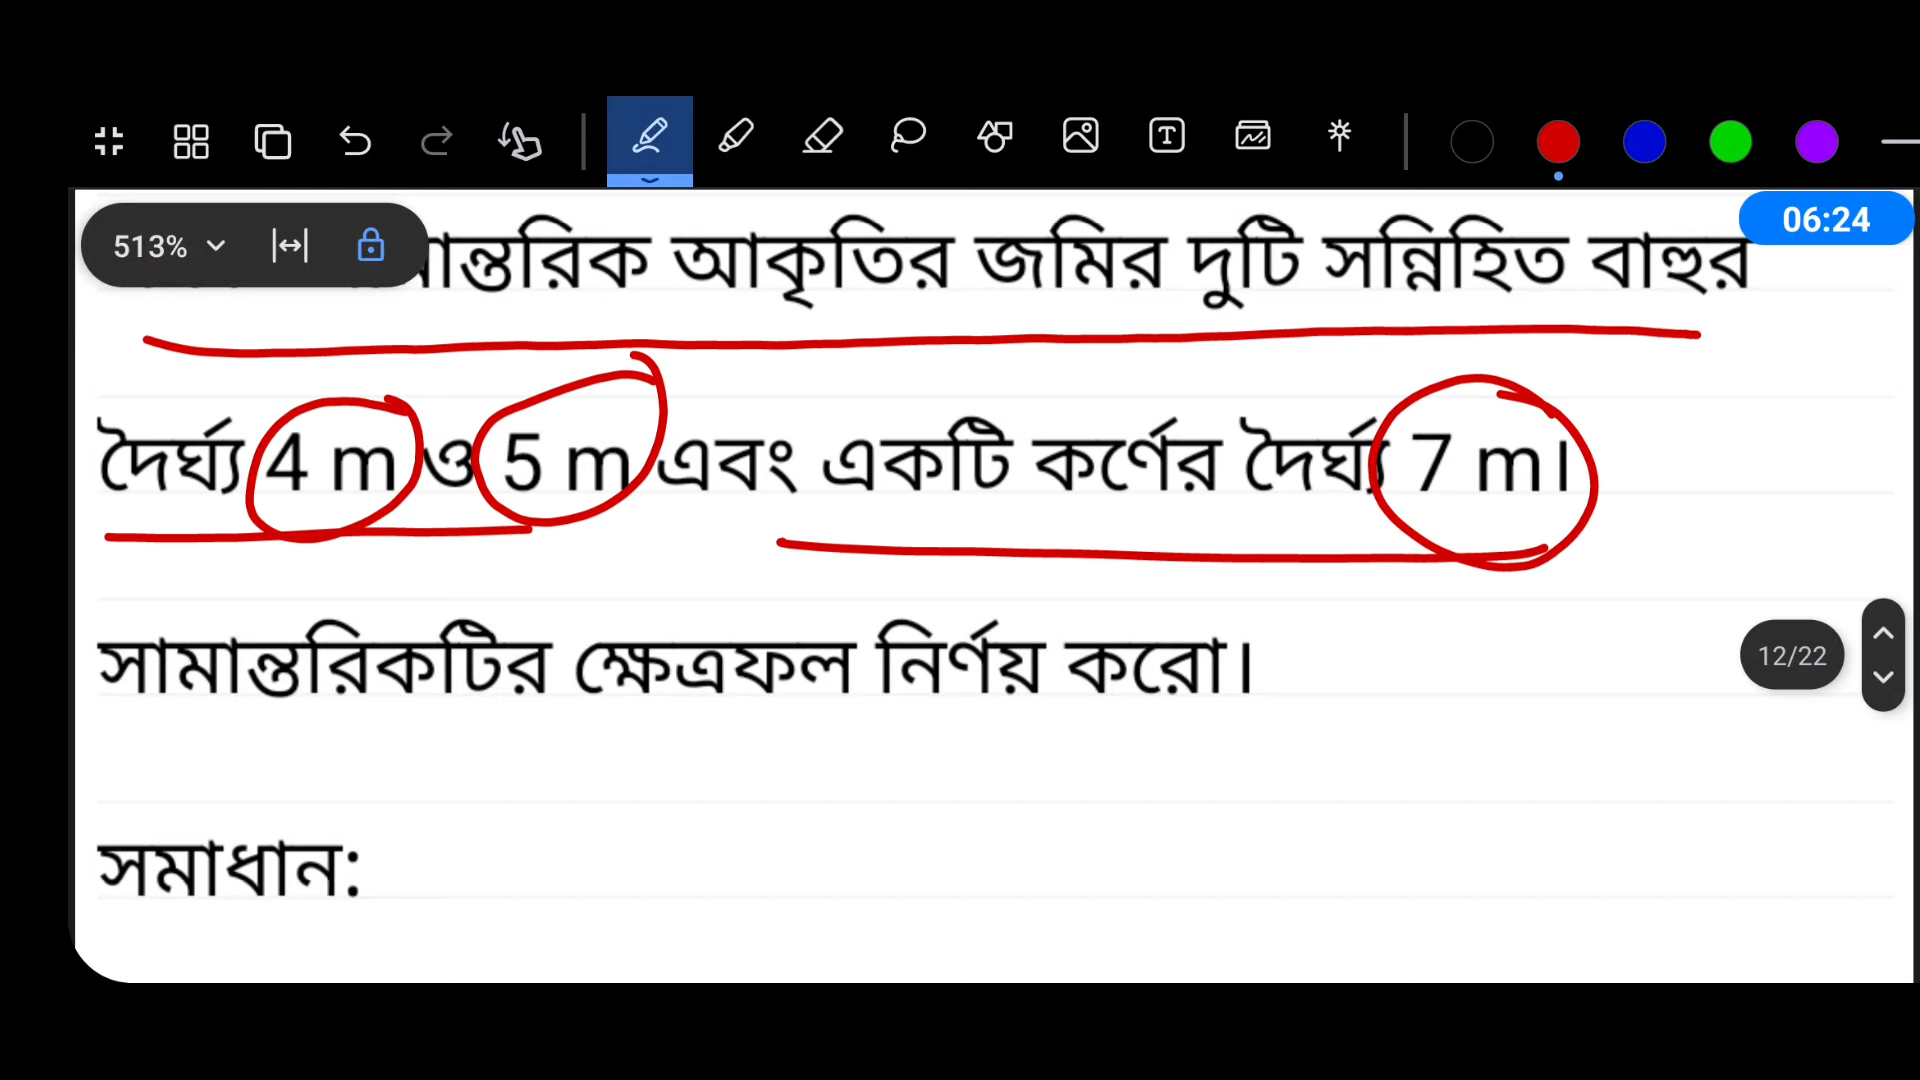 513%
06:24
আকৃতির জমির দুটি সন্নিহিত বাহুর
দৈর্ঘ্য 4 m ও 5 m এবং একটি কর্ণের দৈর্ঘ্য 7 m।
সামান্তরিকটির ক্ষেত্রফল নির্ণয় করো।
12/22
সমাধান: